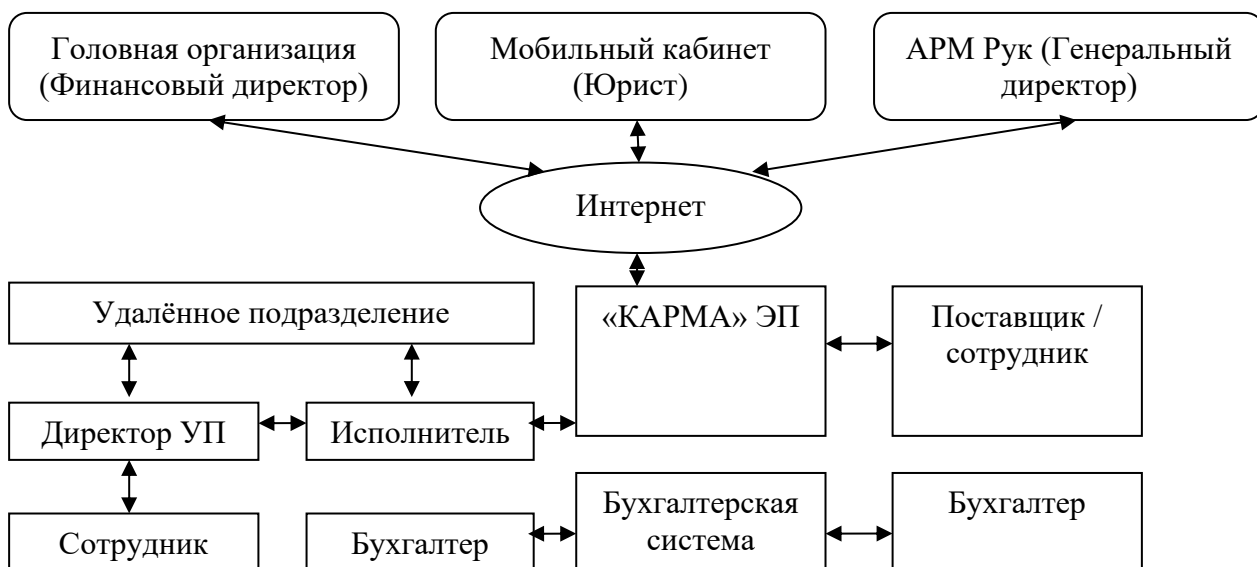 Головная организация
(Финансовый директор)
Мобильный кабинет
(Юрист)
АРМ Рук (Генеральный
директор)
Интернет
Удалённое подразделение
«КАРМА» ЭП
Поставщик /
сотрудник
Директор УП
Исполнитель
Сотрудник
Бухгалтер
Бухгалтерская
система
Бухгалтер